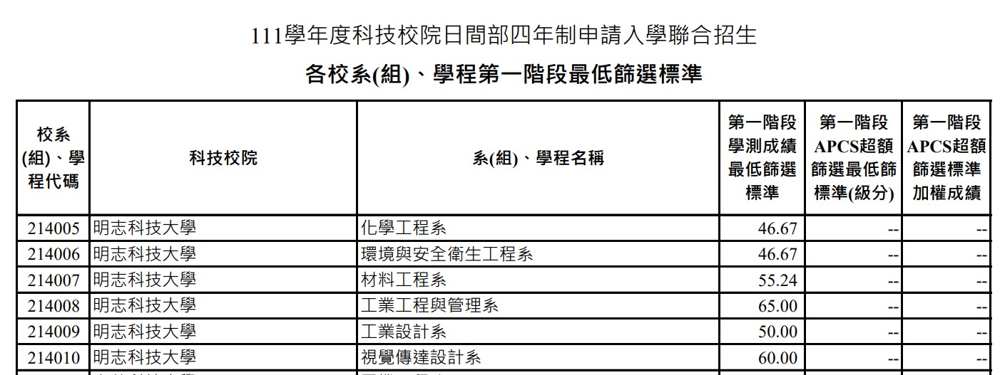 111學年度科技校院日間部四年制申請入學聯合招生
各校系(組)、學程第一階段最低篩選標準
校系
(組)、學
程代碼
科技校院
系(組)、學程名稱
第一階段
學測成績
最低篩選
標準
第一階段
APCS超額
篩選最低篩
標準(級分)
第一階段
APCS超額
篩選標準
加權成績
214005 明志科技大學 化學工程系 46.67 -- --
214006 明志科技大學 環境與安全衛生工程系 46.67 -- --
214007 明志科技大學 材料工程系 55.24 -- --
214008 明志科技大學 工業工程與管理系 65.00 -- --
214009 明志科技大學 工業設計系 50.00 -- --
214010 明志科技大學 視覺傳達設計系 60.00 -- --